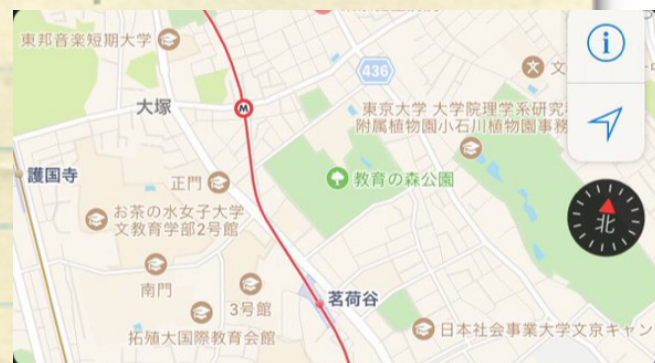 東邦音楽短期大学
436
文
大塚
M
東京大学 大学院理学系研究
附属植物園小石川植物園事務
護国寺
正門
教育の森公園
北
お茶の水女子大学
文教育学部2号館
南門
3号館
茗荷谷
拓殖大国際教育会館
日本社会事業大学文京キャン